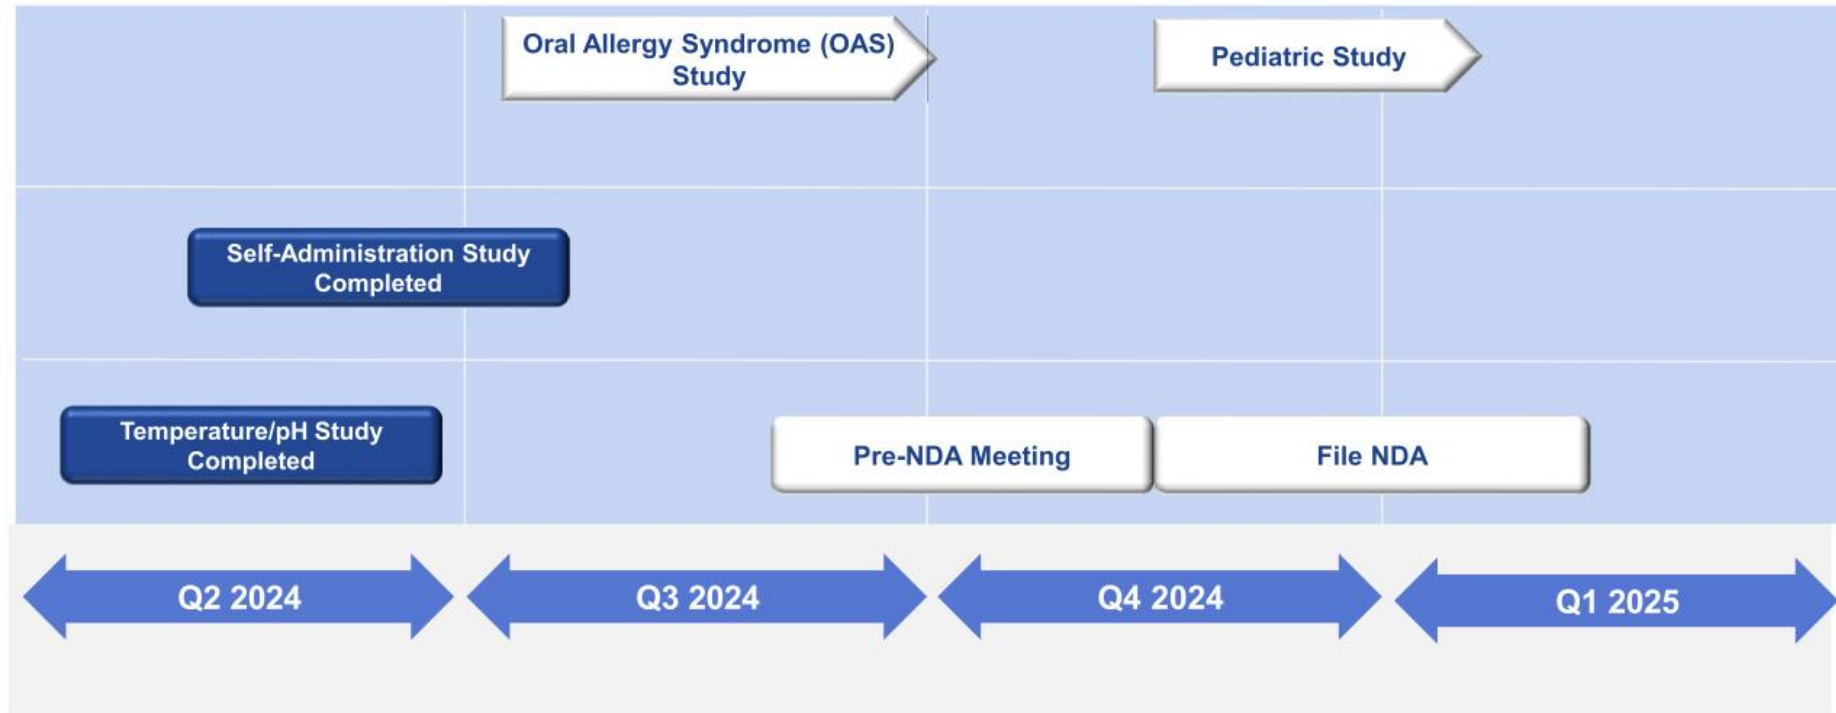 Oral Allergy Syndrome (OAS)
Study
Pediatric Study
Self-Administration Study
Completed
Temperature/pH Study
Completed
Pre-NDA Meeting
File NDA
Q2 2024
Q3 2024
Q4 2024
Q1 2025